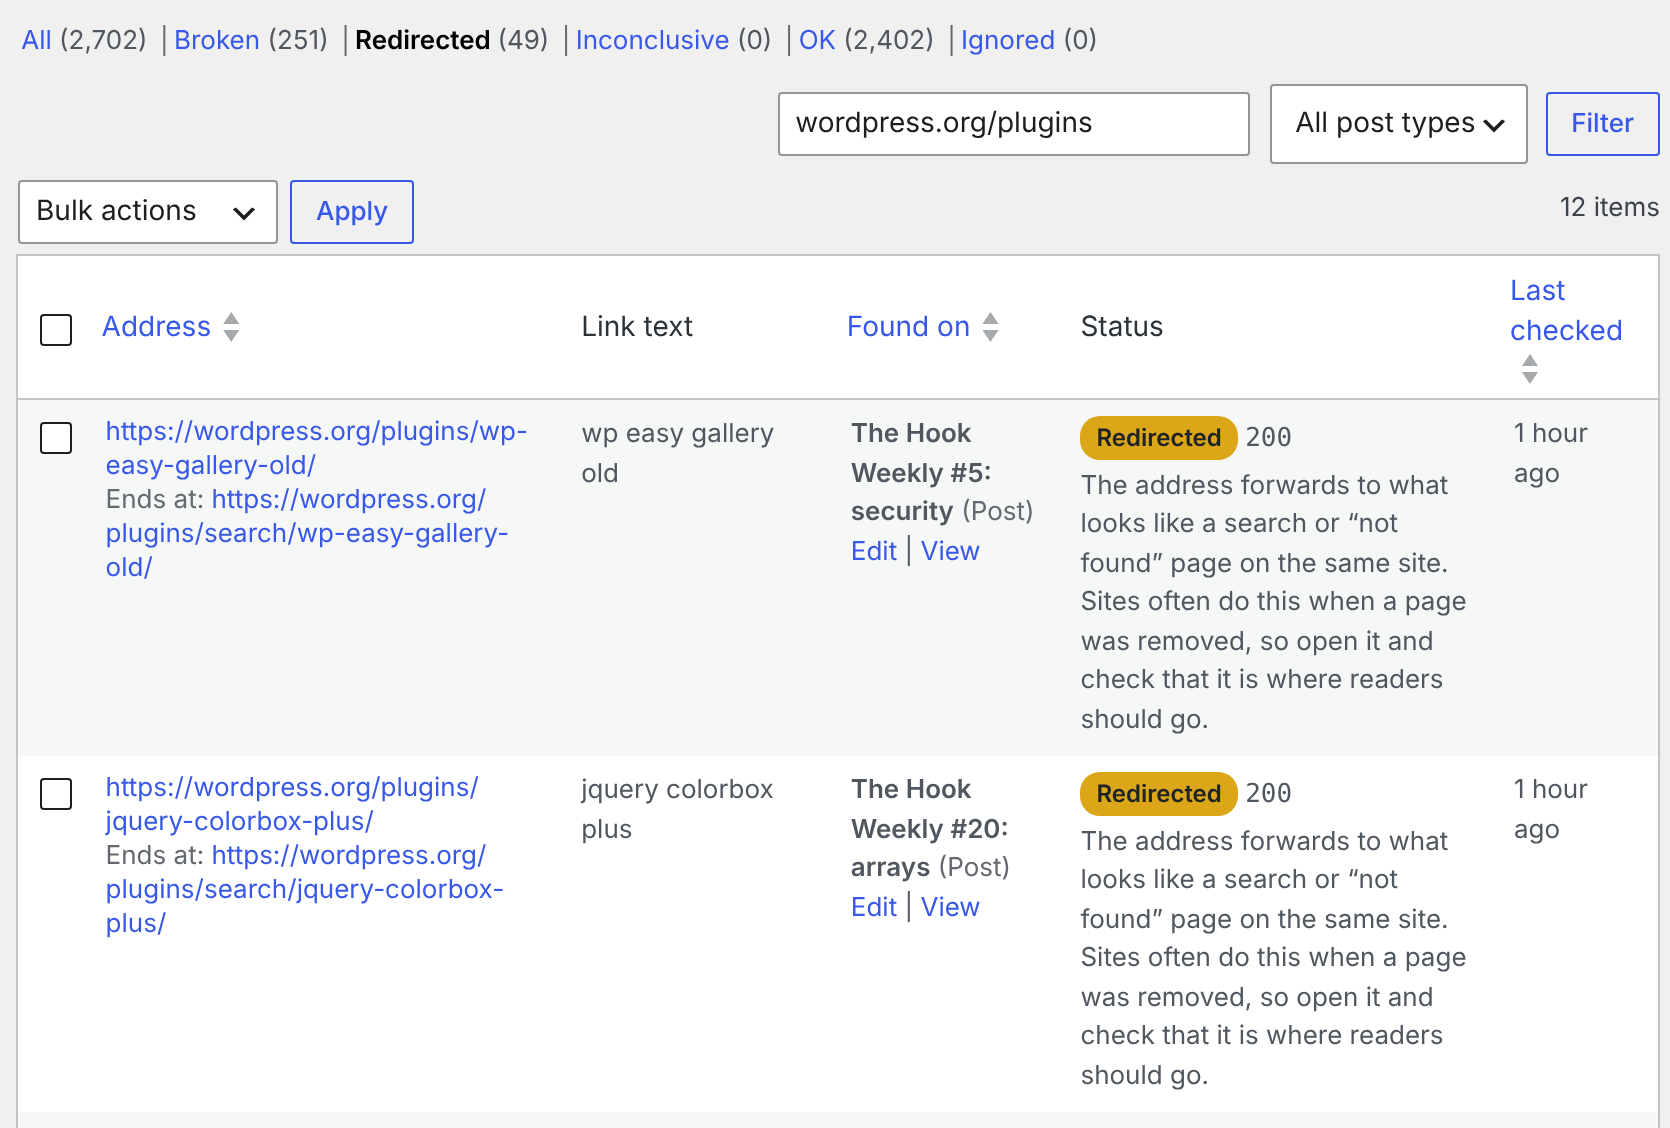 All (2,702) | Broken (251) | Redirected (49) | Inconclusive (0) | OK (2,402) | Ignored (0)
wordpress.org/plugins
All post types
Filter
Bulk actions
Apply
12 items
Address
Link text
Found on
Status
Last
checked
https://wordpress.org/plugins/wp-
easy-gallery-old/
Ends at: https://wordpress.org/
plugins/search/wp-easy-gallery-
old/
wp easy gallery
old
The Hook
Weekly #5:
security (Post)
Edit | View
Redirected 200
The address forwards to what
looks like a search or “not
found” page on the same site.
Sites often do this when a page
was removed, so open it and
check that it is where readers
should go.
1 hour
ago
https://wordpress.org/plugins/
jquery-colorbox-plus/
Ends at: https://wordpress.org/
plugins/search/jquery-colorbox-
plus/
jquery colorbox
plus
The Hook
Weekly #20:
arrays (Post)
Edit | View
Redirected 200
The address forwards to what
looks like a search or “not
found” page on the same site.
Sites often do this when a page
was removed, so open it and
check that it is where readers
should go.
1 hour
ago